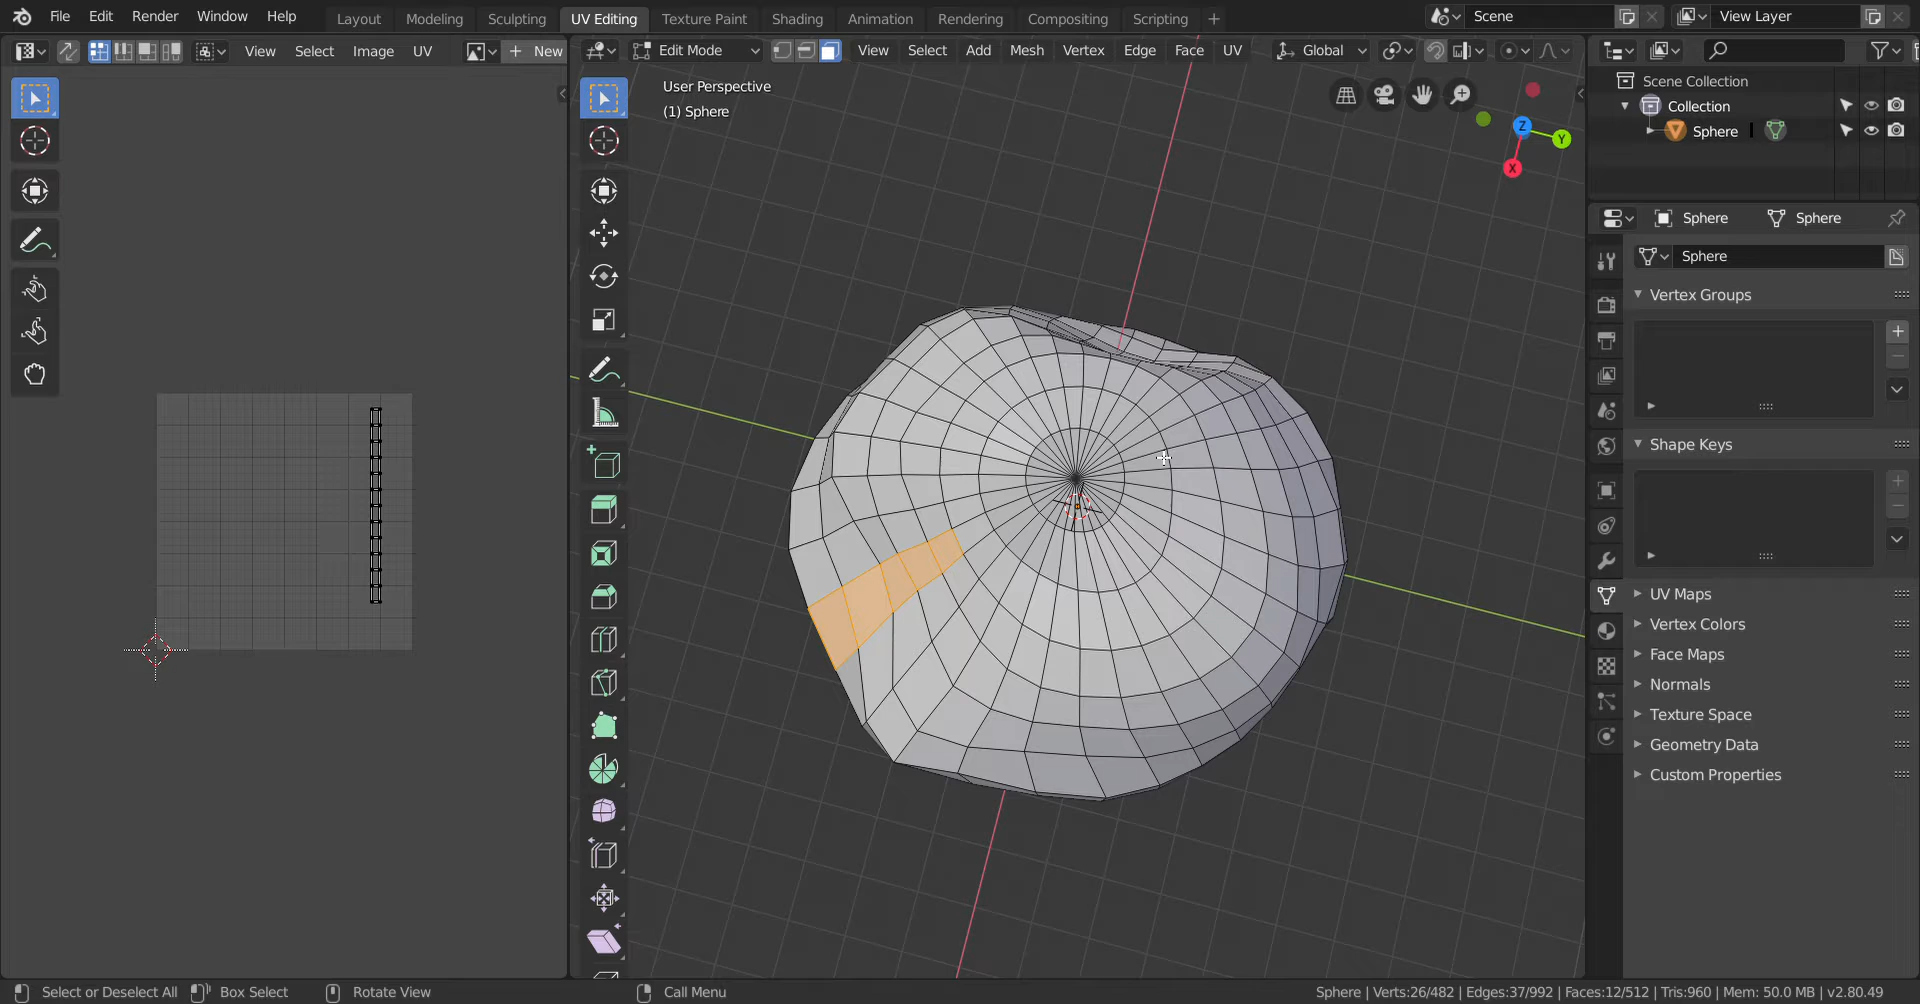 File Edit Render Window Help Layout Modeling Sculpting UV Editing Texture Paint Shading Animation Rendering Compositing Scripting + Scene View Layer
View Select Image UV + New Edit Mode View Select Add Mesh Vertex Edge Face UV Global
User Perspective
(1) Sphere
Z
Y
X
Scene Collection
Collection
Sphere
Sphere Sphere
Sphere
Vertex Groups
Shape Keys
UV Maps
Vertex Colors
Face Maps
Normals
Texture Space
Geometry Data
Custom Properties
Select or Deselect All Box Select Rotate View Call Menu Sphere | Verts:26/482 | Edges:37/992 | Faces:12/512 | Tris:960 | Mem: 50.0 MB | v2.80.49